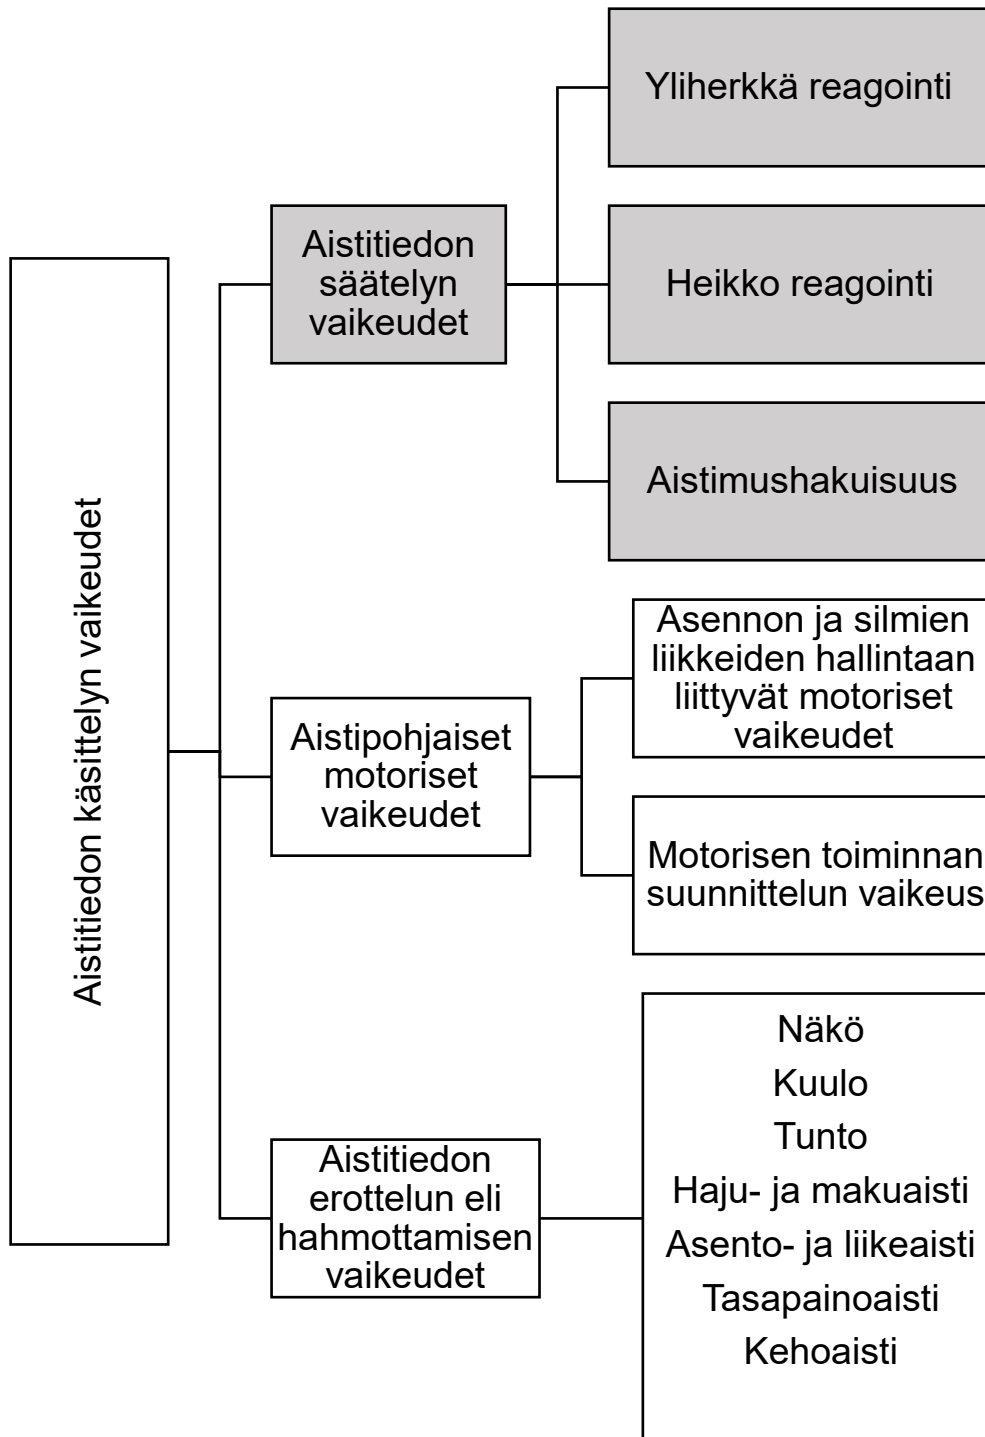 Aistitiedon käsittelyn vaikeudet
Aistitiedon
säätelyn
vaikeudet
Yliherkkä reagointi
Heikko reagointi
Aistimushakuisuus
Aistipohjaiset
motoriset
vaikeudet
Asennon ja silmien
liikkeiden hallintaan
liittyvät motoriset
vaikeudet
Motorisen toiminnan
suunnittelun vaikeus
Aistitiedon
erottelun eli
hahmottamisen
vaikeudet
Näkö
Kuulo
Tunto
Haju- ja makuaisti
Asento- ja liikeaisti
Tasapainoaisti
Kehoaisti